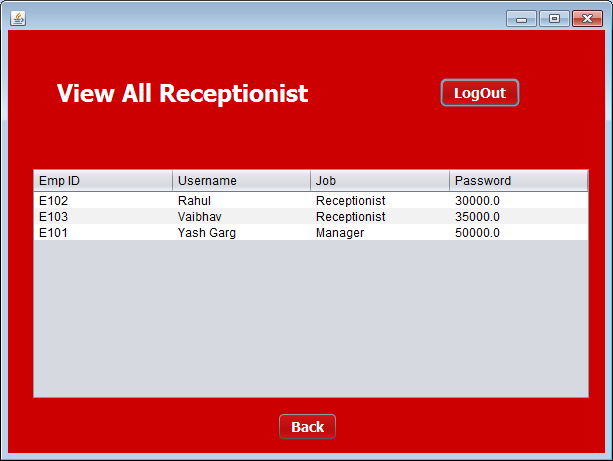 View All Receptionist LogOut
Emp ID Username Job Password
E102 Rahul Receptionist 30000.0
E103 Vaibhav Receptionist 35000.0
E101 Yash Garg Manager 50000.0
Back